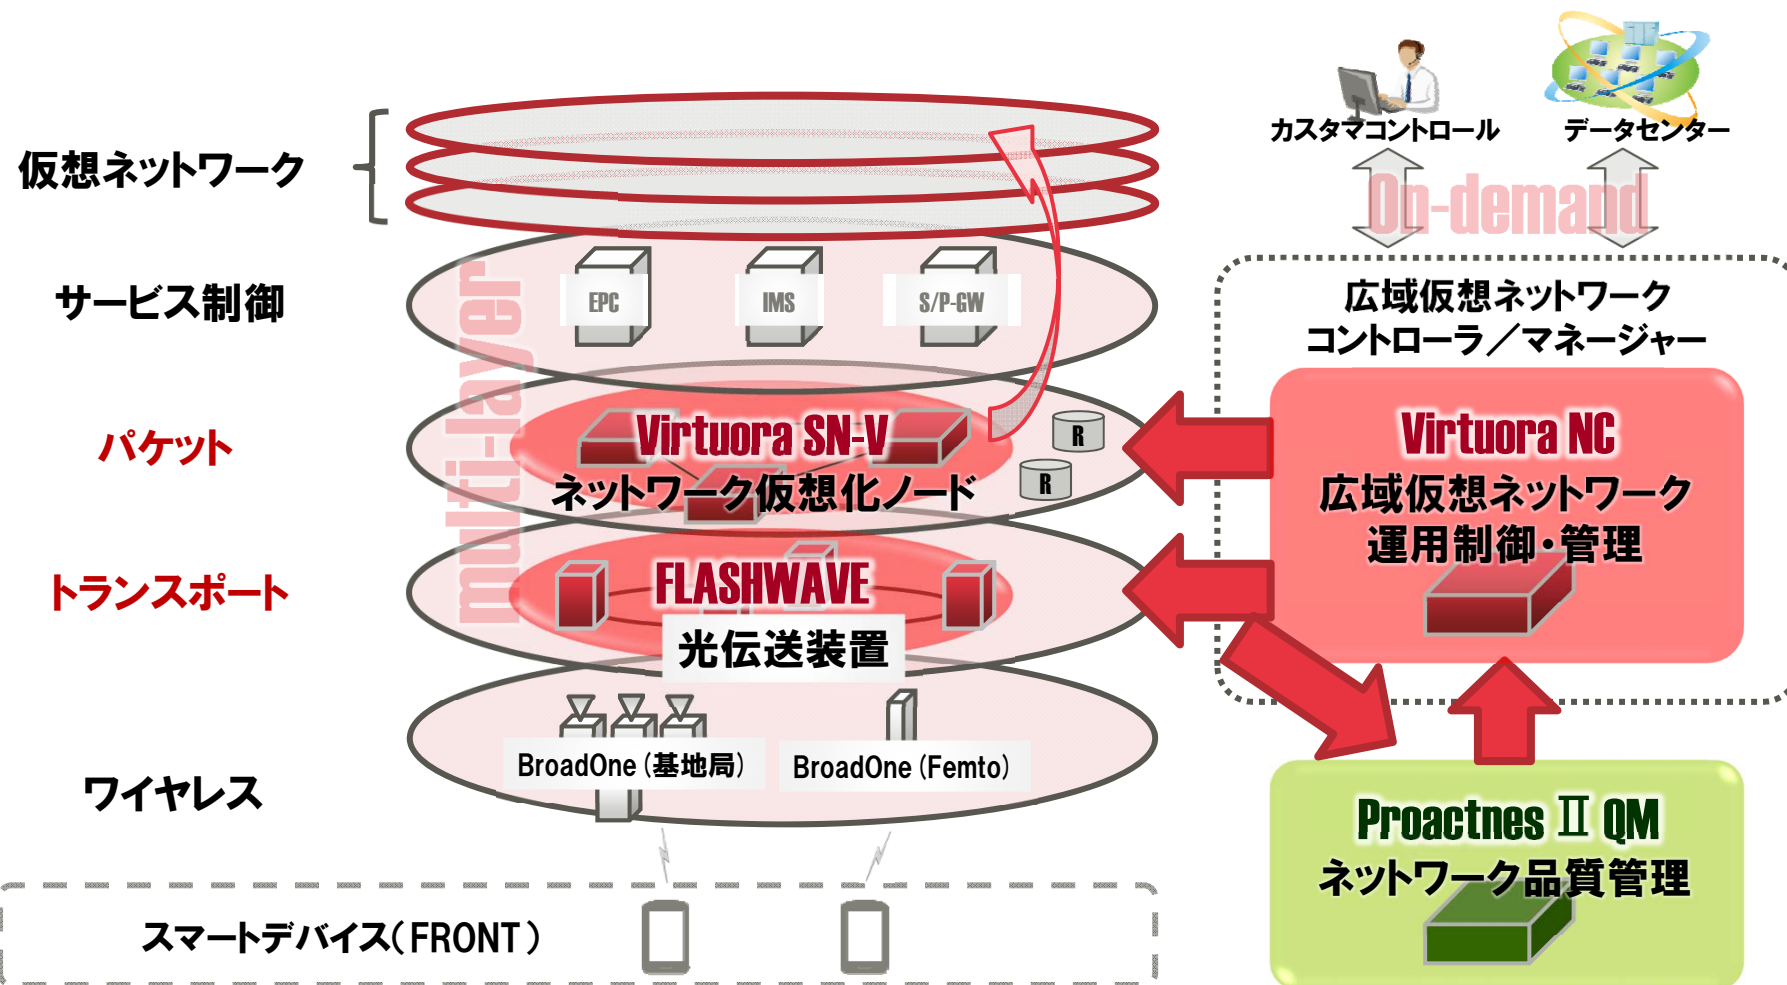 カスタマコントロール
データセンター
On-demand
仮想ネットワーク
サービス制御
EPC
IMS
S/P-GW
multi-layer
パケット
Virtuora SN-V
ネットワーク仮想化ノード
R
R
トランスポート
FLASHWAVE
光伝送装置
ワイヤレス
BroadOne（基地局）
BroadOne（Femto）
スマートデバイス（FRONT）
広域仮想ネットワーク
コントローラ／マネージャー
Virtuora NC
広域仮想ネットワーク
運用制御・管理
Proactnes Ⅱ QM
ネットワーク品質管理